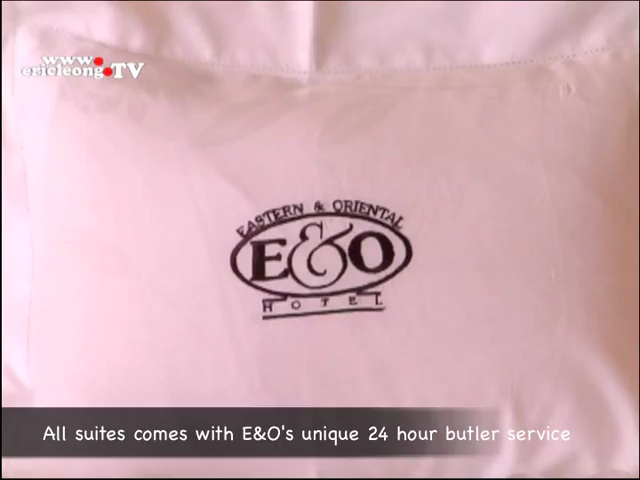 www.
ericleong.TV
EASTERN & ORIENTAL
E&O
HOTEL
All suites comes with E&O's unique 24 hour butler service